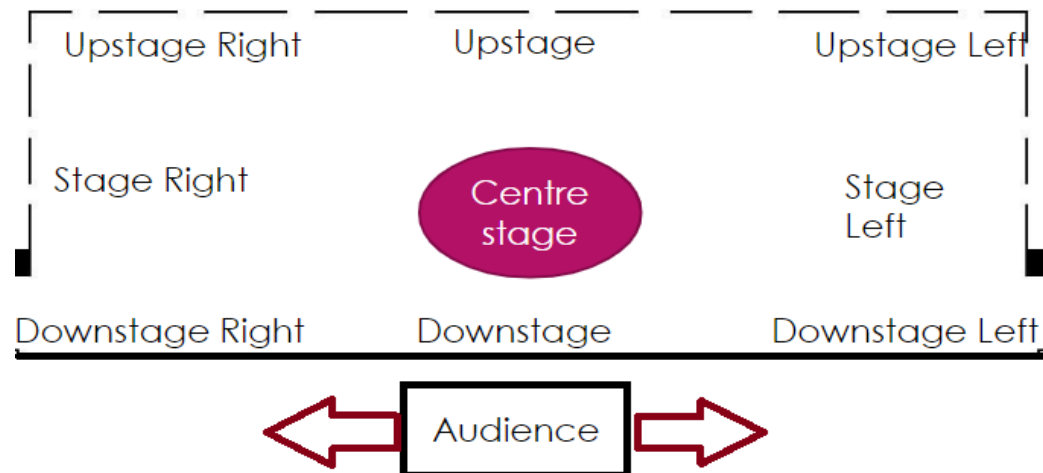 Upstage Right
Upstage
Upstage Left
Stage Right
Centre
stage
Stage
Left
Downstage Right
Downstage
Downstage Left
Audience